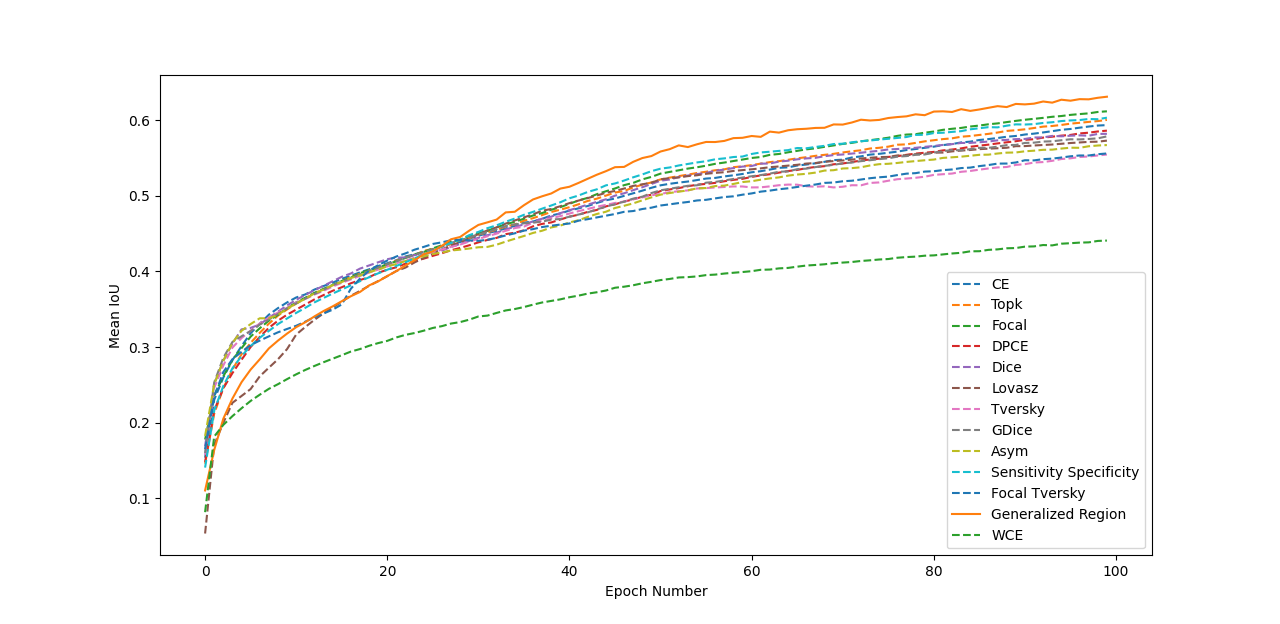 0.6
0.5
0.4
0.3
0.2
0.1
Mean IoU
0 20 40 60 80 100
Epoch Number
CE
Topk
Focal
DPCE
Dice
Lovasz
Tversky
GDice
Asym
Sensitivity Specificity
Focal Tversky
Generalized Region
WCE